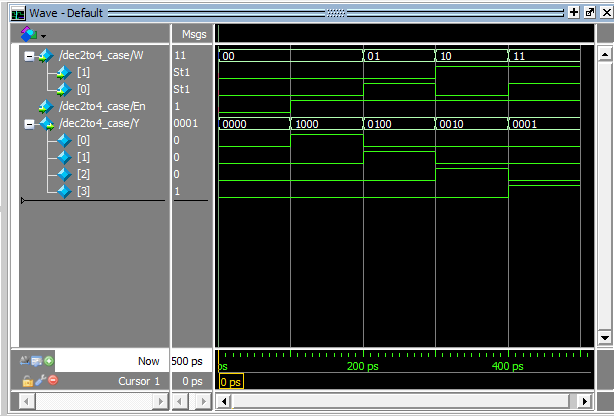 Wave - Default
Msgs
/dec2to4_case/W 11 00 01 10 11
[1] St1
[0] St1
/dec2to4_case/En 1
/dec2to4_case/Y 0001 0000 1000 0100 0010 0001
[0] 0
[1] 0
[2] 0
[3] 1
Now 500 ps ps 200 ps 400 ps
Cursor 1 0 ps 0 ps